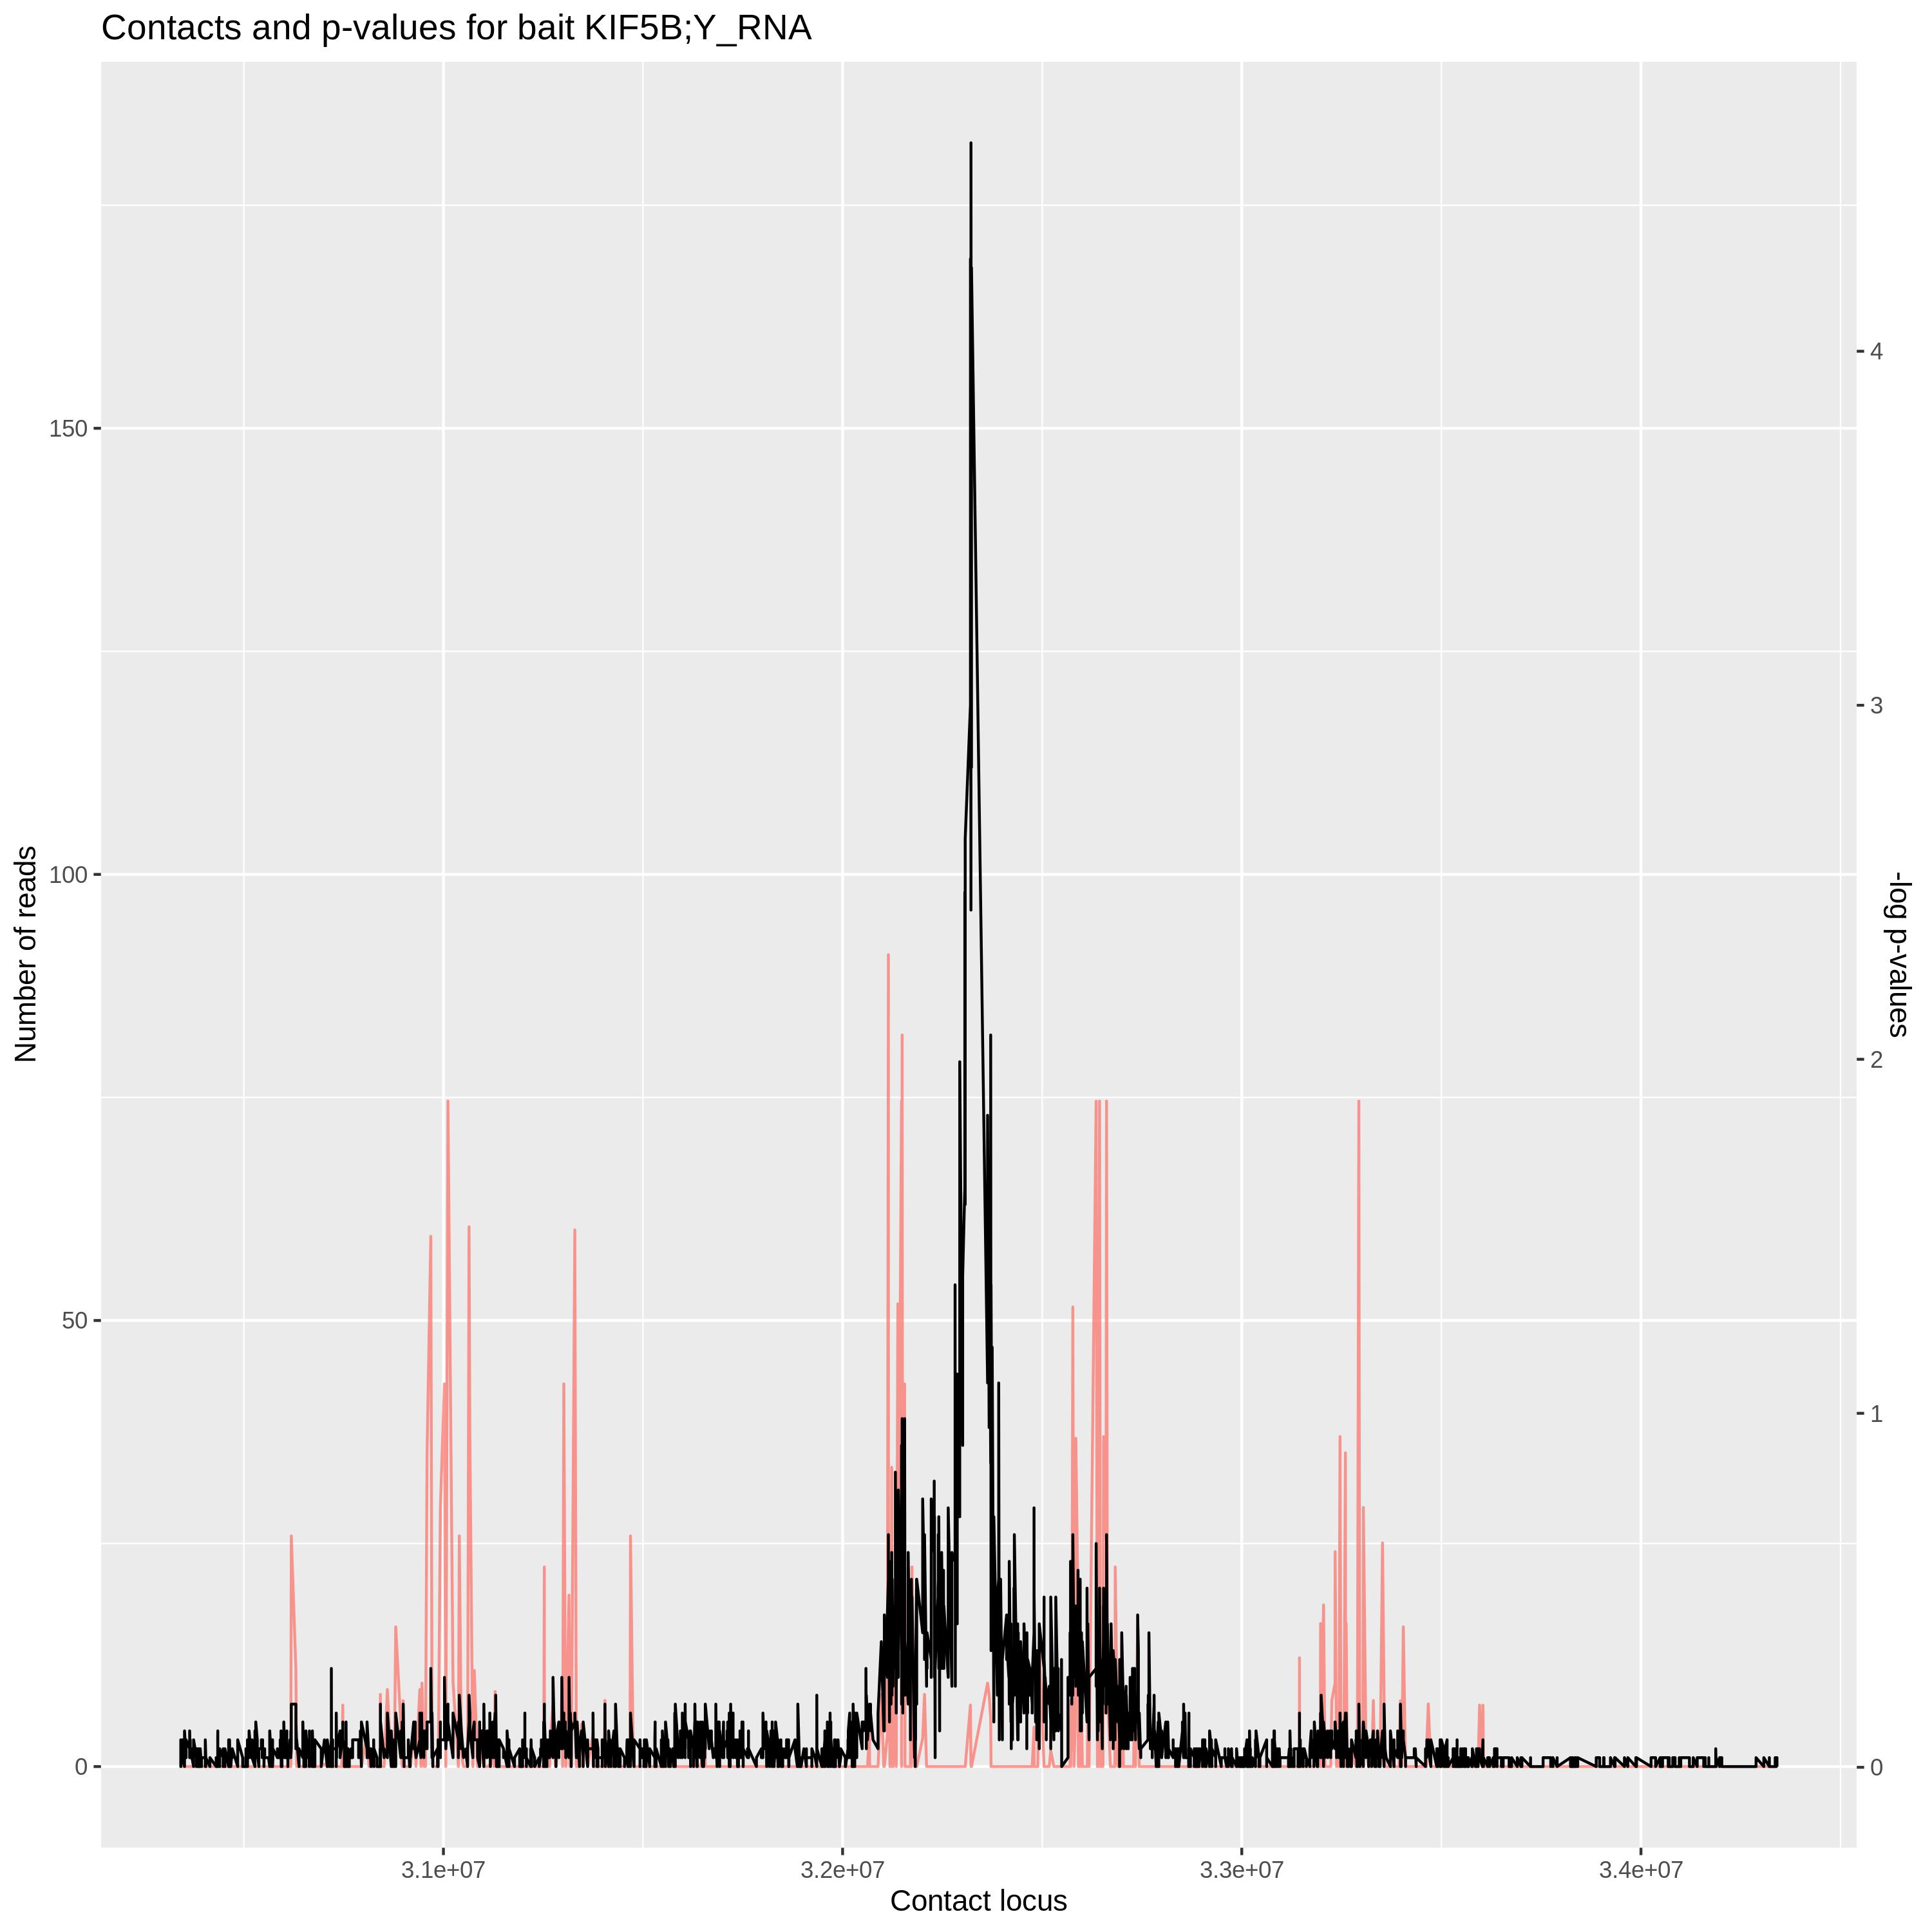 Contacts and p-values for bait KIF5B;Y_RNA
150
100
50
0
Number of reads
4
3
2
1
0
-log p-values
3.1e+07
3.2e+07
3.3e+07
3.4e+07
Contact locus